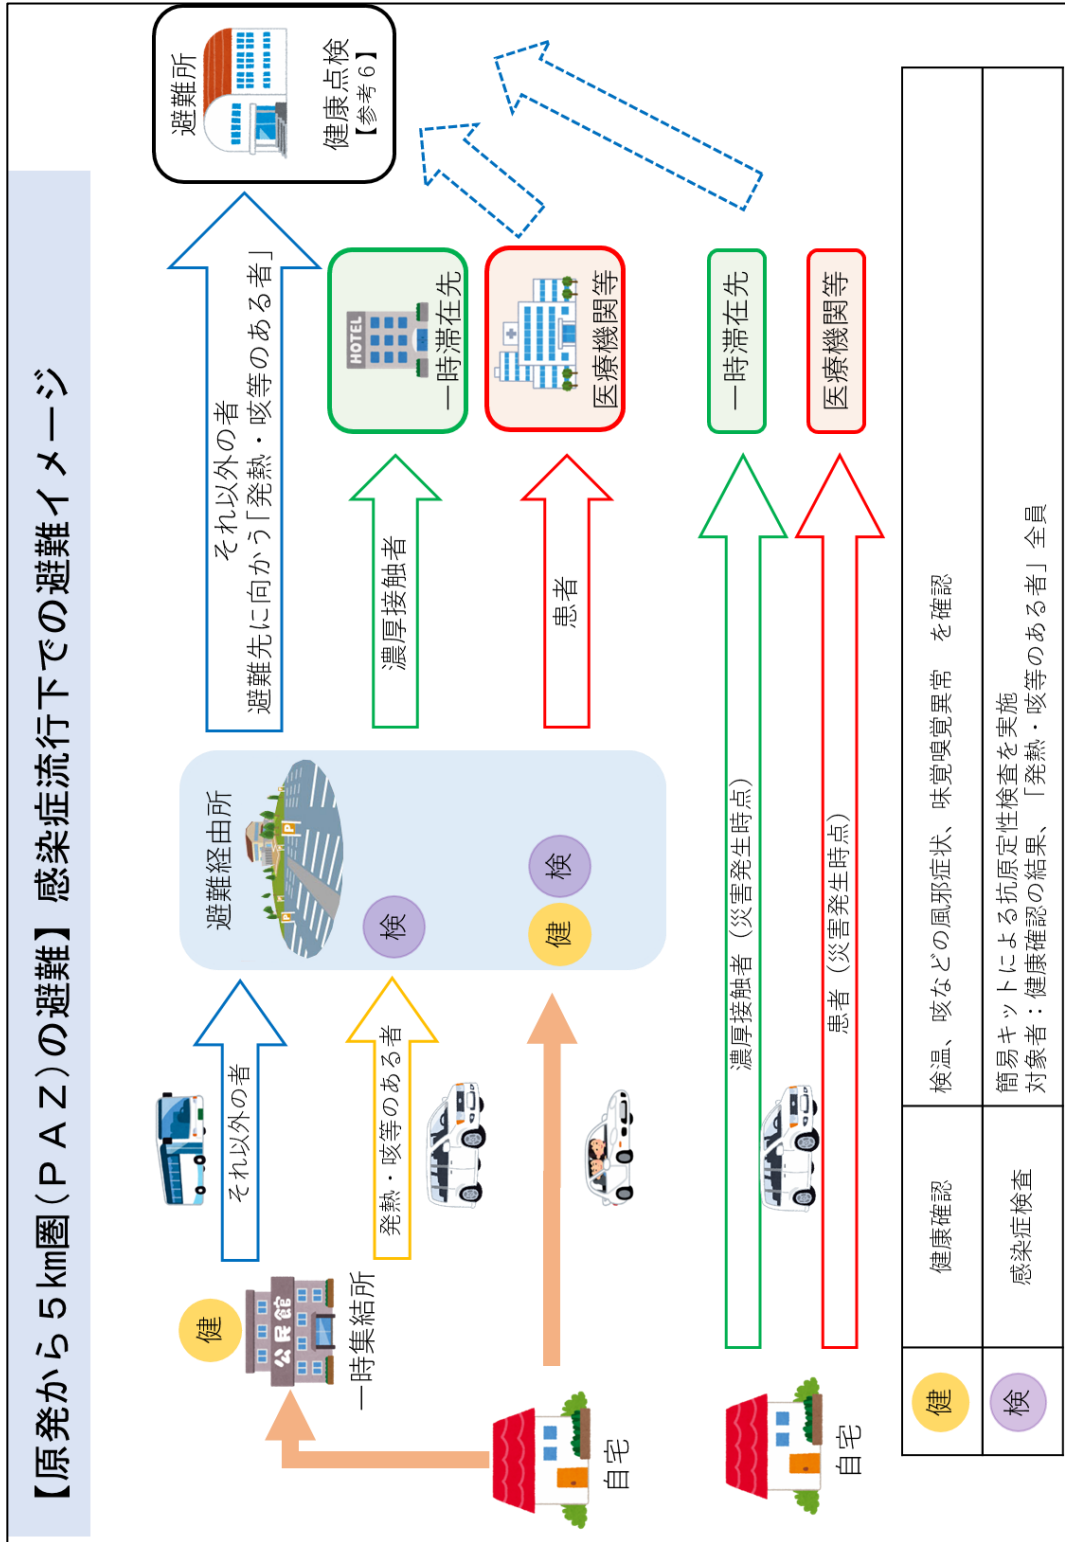 【原発から５km圏(ＰＡＺ)の避難】 感染症流行下での避難イメージ
避難所
健康点検
【参考６】
それ以外の者
避難先に向かう「発熱・咳等のある者」
避難経由所
P
P
それ以外の者
健
公民館
一時集結所
発熱・咳等のある者
検
濃厚接触者
HOTEL
一時滞在先
自宅
健
検
患者
医療機関等
自宅
濃厚接触者（災害発生時点）
一時滞在先
患者（災害発生時点）
医療機関等
健
健康確認
検温、咳などの風邪症状、味覚嗅覚異常　を確認
検
感染症検査
簡易キットによる抗原定性検査を実施
対象者：健康確認の結果、「発熱・咳等のある者」全員